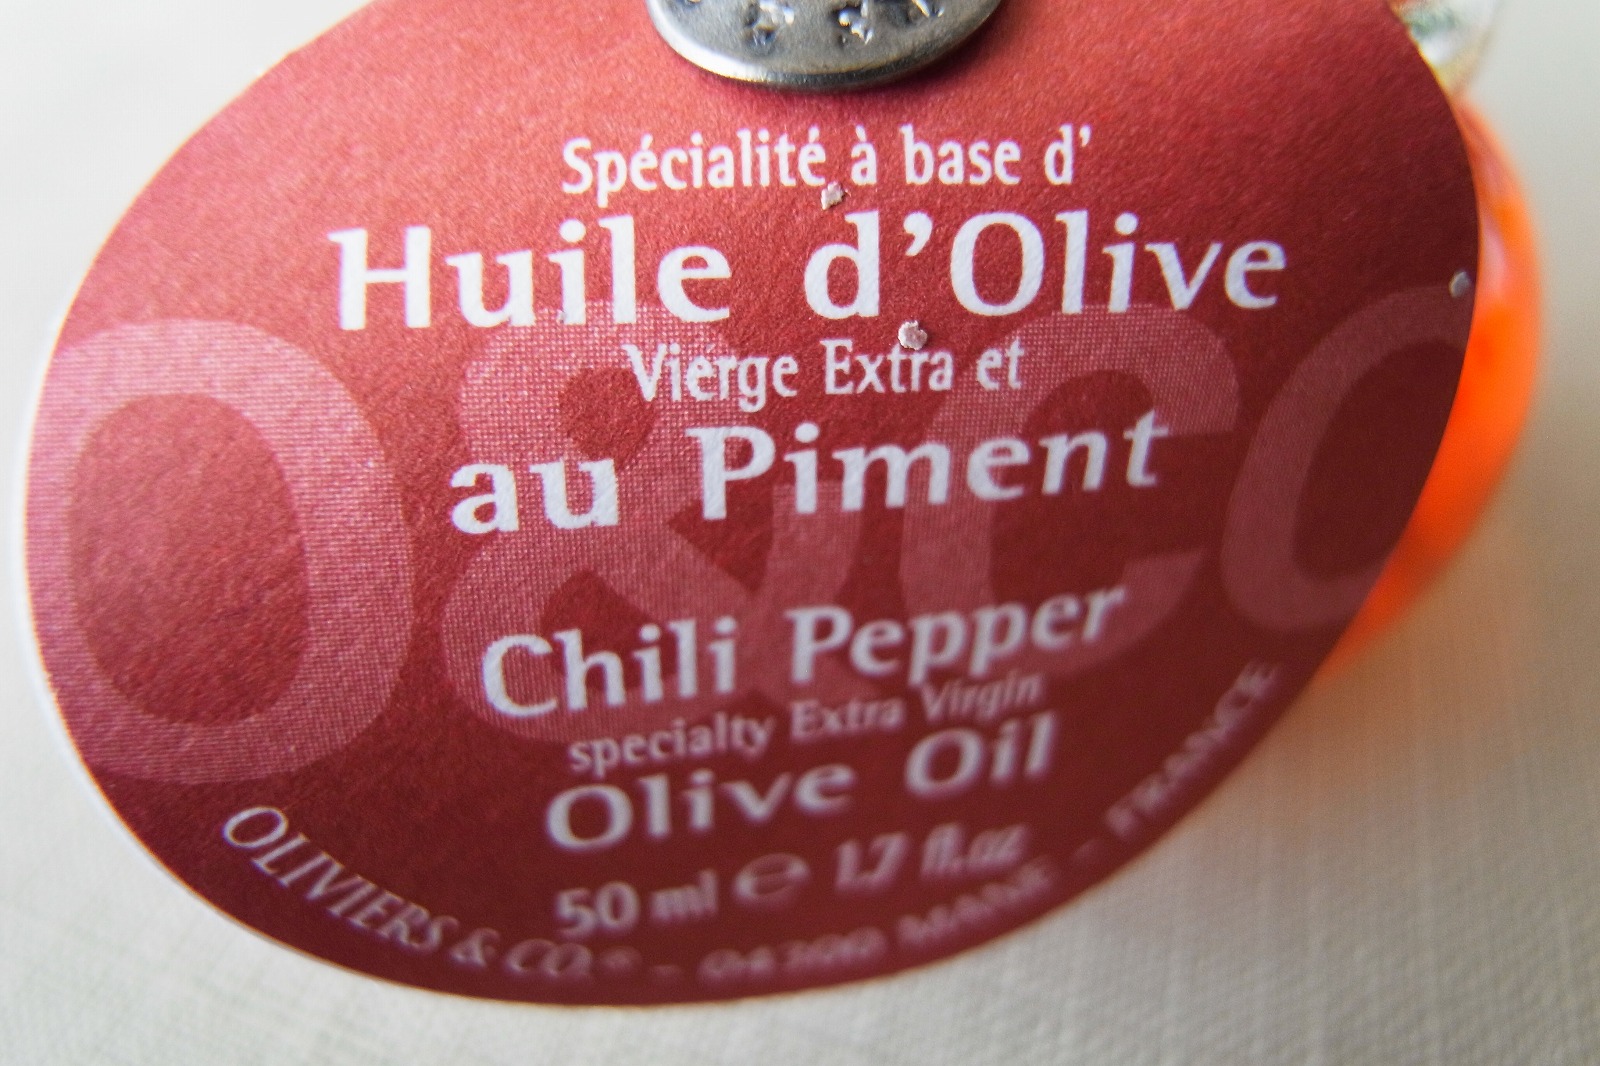 Spécialité à base d'
Huile d'Olive
Vierge Extra et
au Piment
O&CO
Chili Pepper
specialty Extra Virgin
Olive Oil
50 ml e 1.7 fl.oz
OLIVIERS & CO.® - 04300 MANE - FRANCE